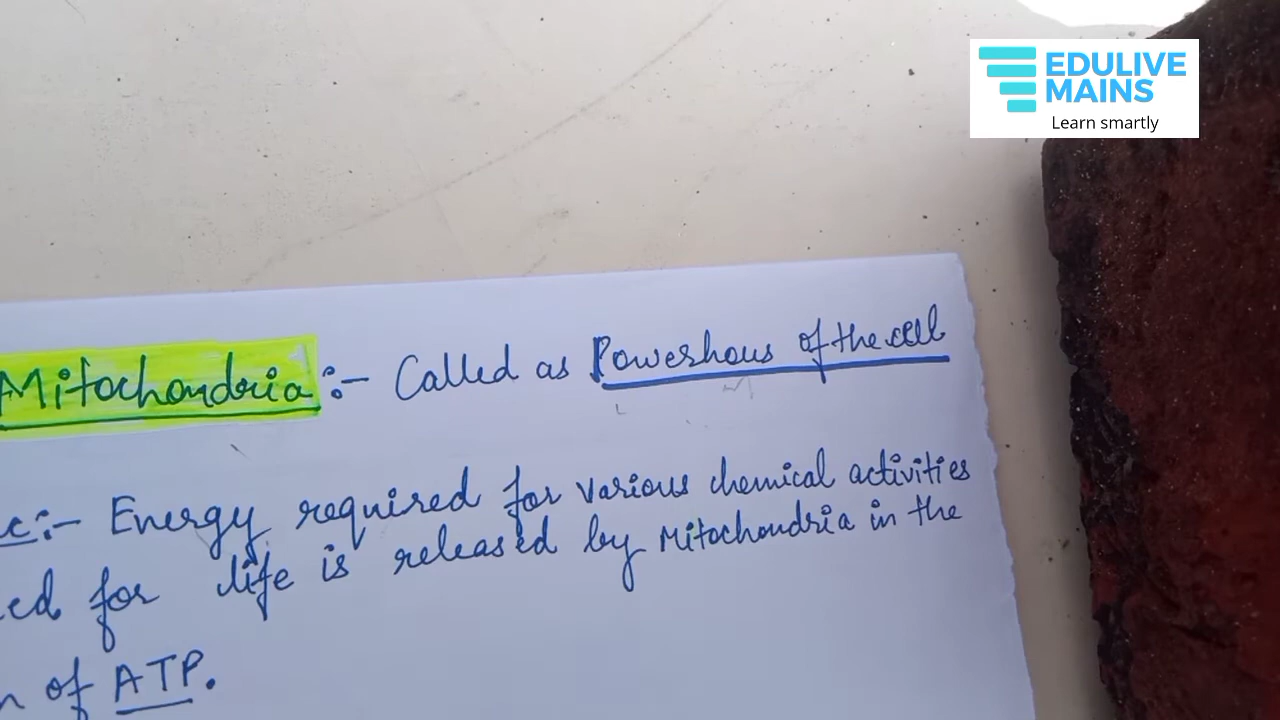 EDULIVE
MAINS
Learn smartly
Mitochondria :- Called as Powerhous of the cell
:- Energy required for various chemical activities
for life is released by Mitochondria in the
of ATP.